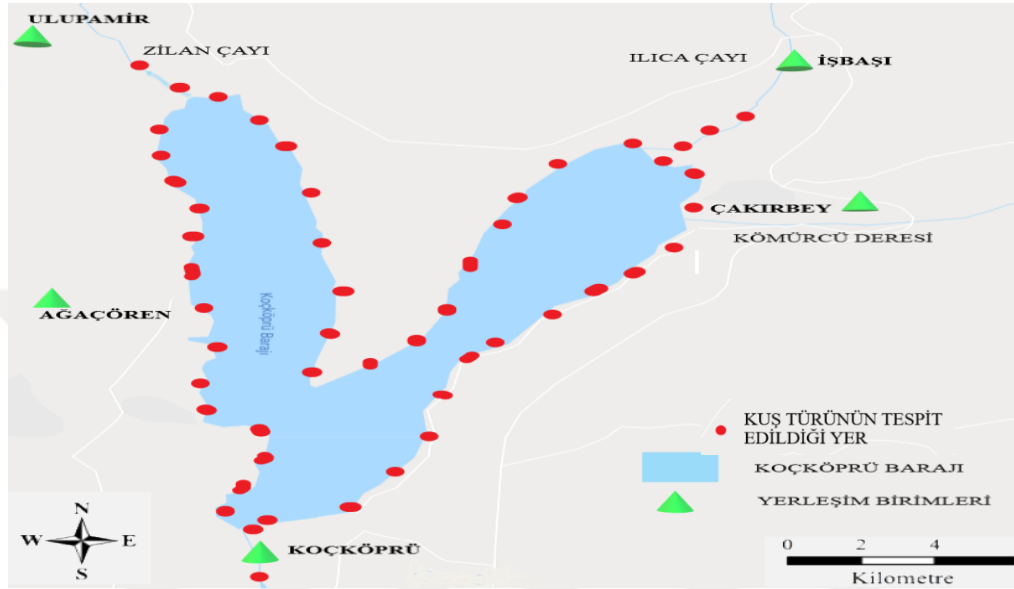 ULUPAMİR
ZİLAN ÇAYI
ILICA ÇAYI
İŞBAŞI
ÇAKIRBEY
KÖMÜRCÜ DERESİ
AĞAÇÖREN
Koçköprü Barajı
KUŞ TÜRÜNÜN TESPİT
EDİLDİĞİ YER
KOÇKÖPRÜ BARAJI
YERLEŞİM BİRİMLERİ
N
W E
S
KOÇKÖPRÜ
0 2 4
Kilometre